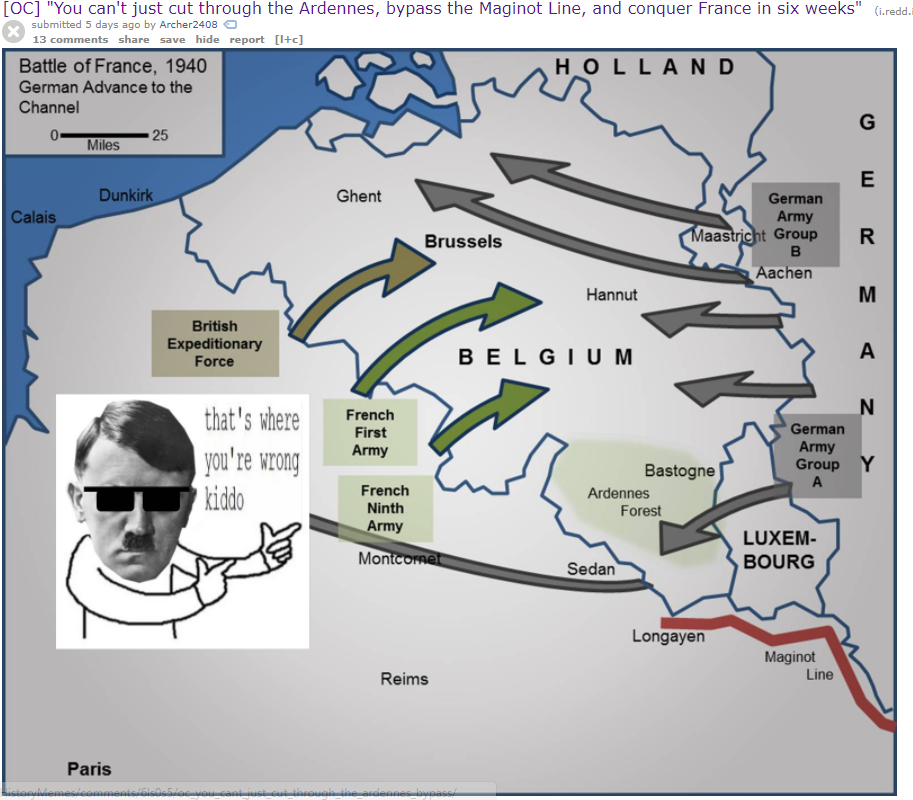 [OC] "You can't just cut through the Ardennes, bypass the Maginot Line, and conquer France in six weeks" (i.redd.i
submitted 5 days ago by Archer2408
13 comments share save hide report [l+c]
Battle of France, 1940
German Advance to the
Channel
0 25
Miles
HOLLAND
GERMANY
Dunkirk
Calais
Ghent
Brussels
Maastricht
German
Army
Group
B
Aachen
Hannut
British
Expeditionary
Force
BELGIUM
French
First
Army
German
Army
Group
A
that's where
you're wrong
kiddo
French
Ninth
Army
Bastogne
Ardennes
Forest
LUXEM-
BOURG
Montcornet
Sedan
Longayen
Maginot
Line
Reims
Paris
historyMemes/comments/6ls0s5/oc_you_cant_just_cut_through_the_ardennes_bypass/